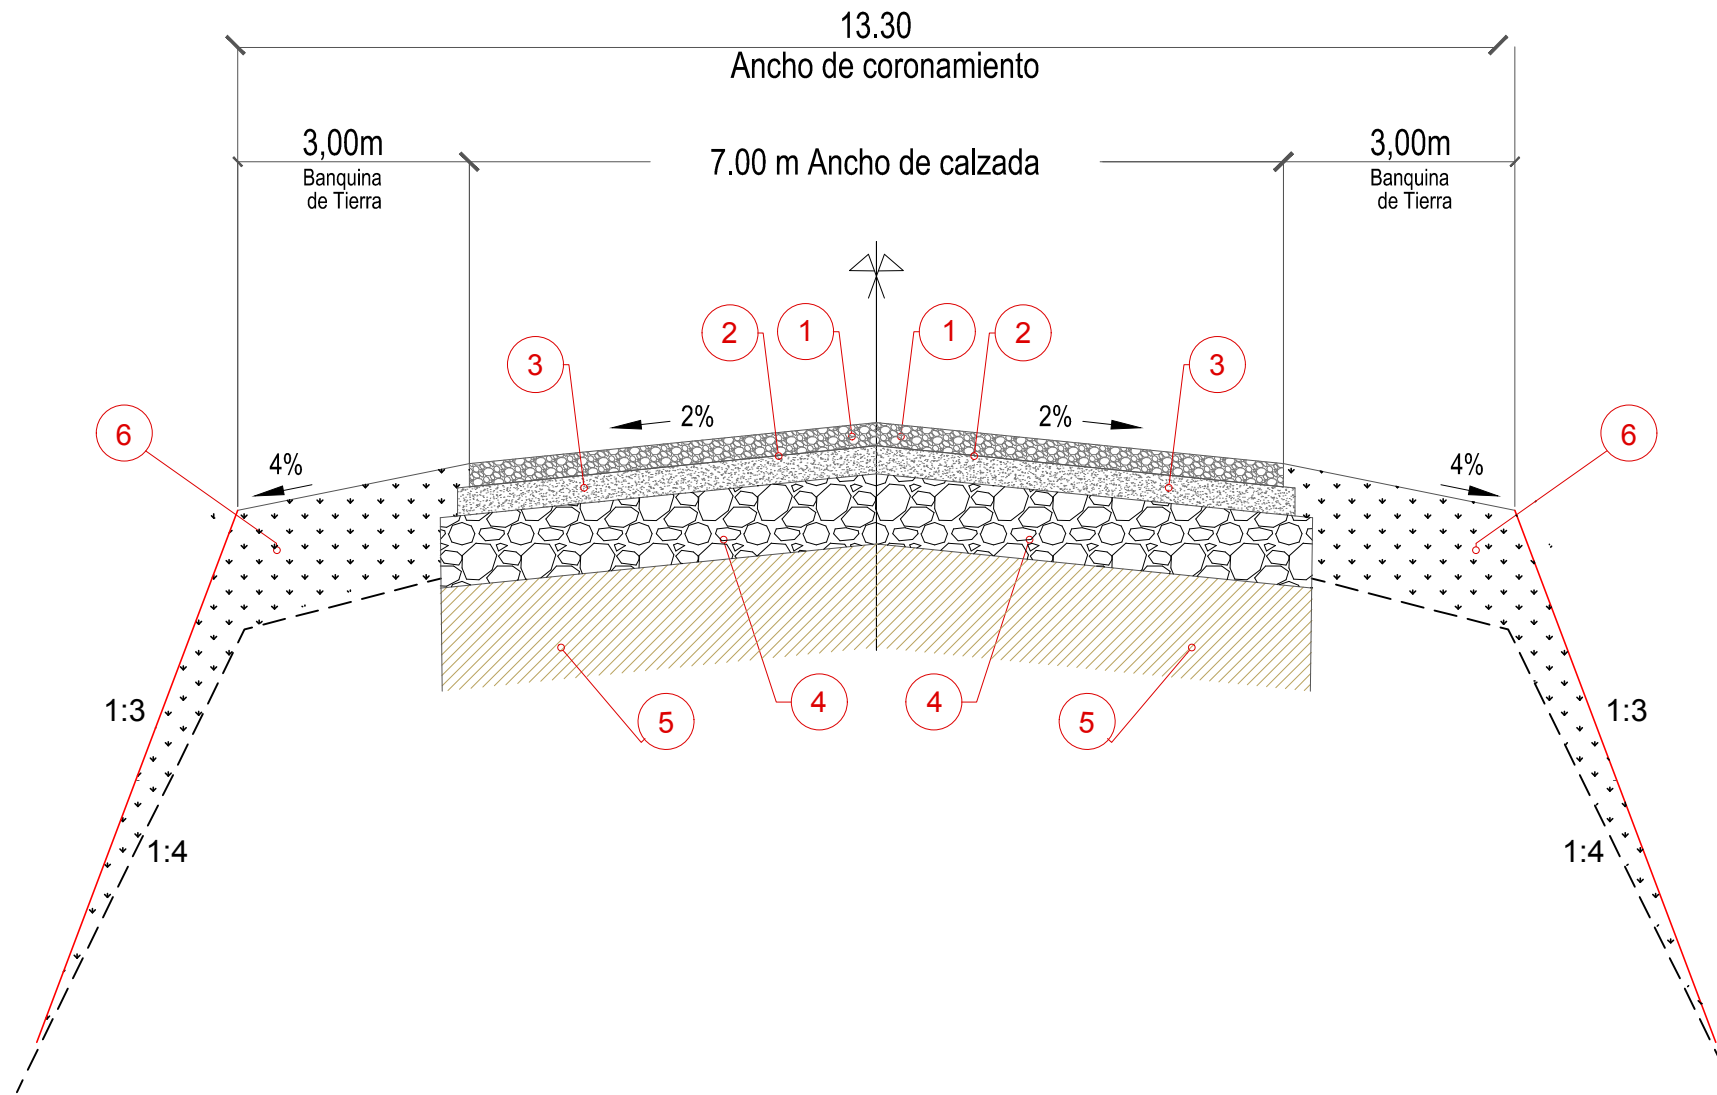 13.30
Ancho de coronamiento
3,00m
Banquina
de Tierra
7.00 m Ancho de calzada
3,00m
Banquina
de Tierra
2
1
1
2
3
3
2%
2%
6
6
4%
4%
4
4
5
5
1:3
1:3
1:4
1:4